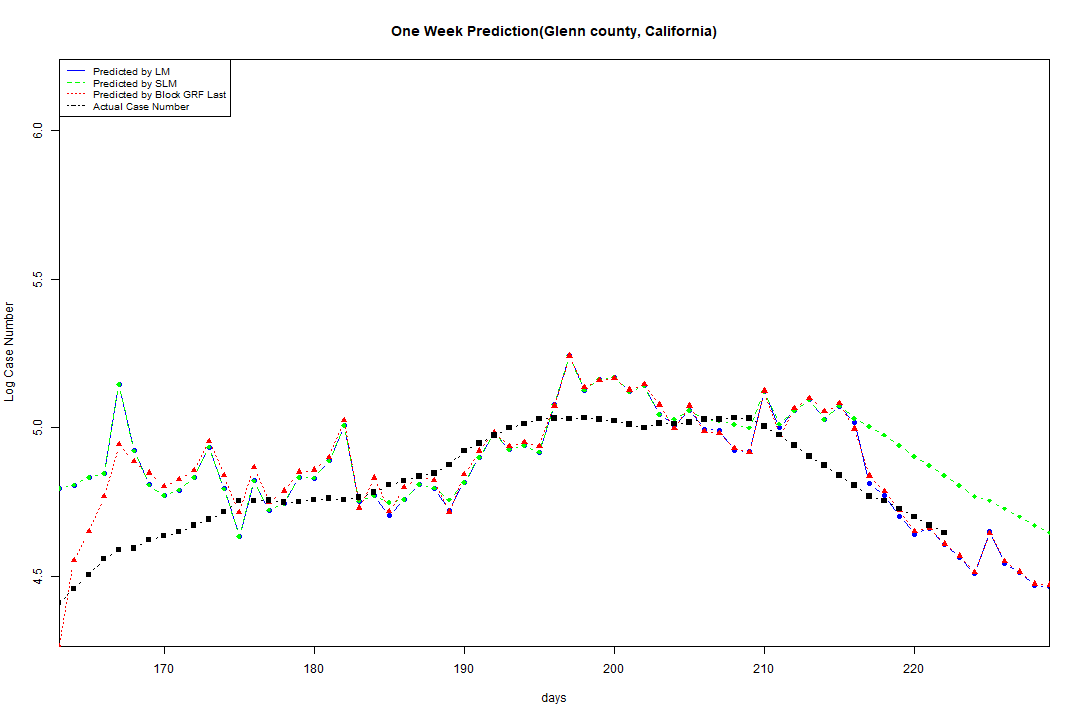 One Week Prediction(Glenn county, California)
Predicted by LM
Predicted by SLM
Predicted by Block GRF Last
Actual Case Number
6.0
5.5
5.0
4.5
Log Case Number
170 180 190 200 210 220
days